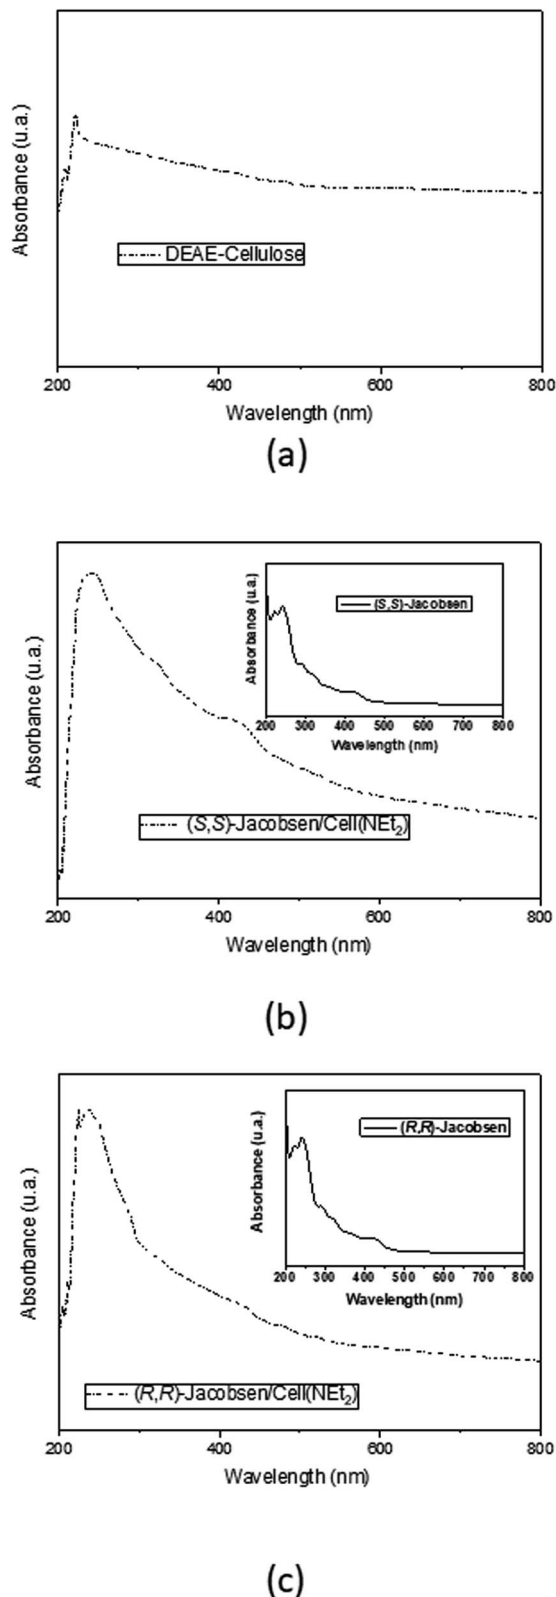 Absorbance (u.a.)
DEAE-Cellulose
200 400 600 800
Wavelength (nm)
(a)
Absorbance (u.a.)
Absorbance (u.a.)
(S,S)-Jacobsen
200 300 400 500 600 700 800
Wavelength (nm)
(S,S)-Jacobsen/Cell(NEt₂)
200 400 600 800
Wavelength (nm)
(b)
Absorbance (u.a.)
Absorbance (u.a.)
(R,R)-Jacobsen
200 300 400 500 600 700 800
Wavelength (nm)
(R,R)-Jacobsen/Cell(NEt₂)
200 400 600 800
Wavelength (nm)
(c)